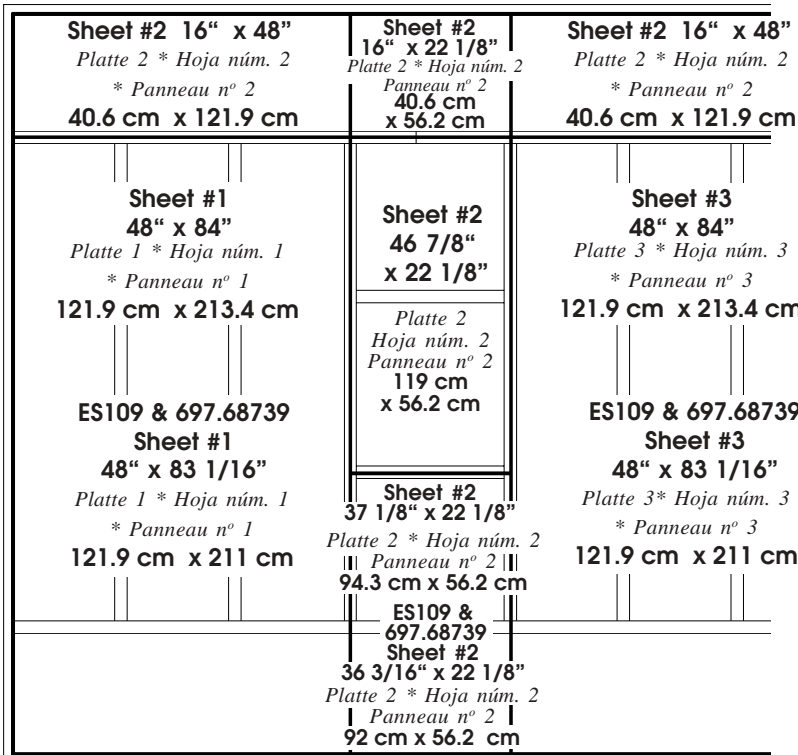 Sheet #2 16“ x 48”
Platte 2 * Hoja núm. 2
* Panneau nº 2
40.6 cm x 121.9 cm
Sheet #2
16“ x 22 1/8”
Platte 2 * Hoja núm. 2
Panneau nº 2
40.6 cm
x 56.2 cm
Sheet #2 16“ x 48”
Platte 2 * Hoja núm. 2
* Panneau nº 2
40.6 cm x 121.9 cm
Sheet #1
48“ x 84”
Platte 1 * Hoja núm. 1
* Panneau nº 1
121.9 cm x 213.4 cm
ES109 & 697.68739
Sheet #1
48“ x 83 1/16”
Platte 1 * Hoja núm. 1
* Panneau nº 1
121.9 cm x 211 cm
Sheet #2
46 7/8“
x 22 1/8”
Platte 2
Hoja núm. 2
Panneau nº 2
119 cm
x 56.2 cm
Sheet #2
37 1/8“ x 22 1/8”
Platte 2 * Hoja núm. 2
Panneau nº 2
94.3 cm x 56.2 cm
ES109 &
697.68739
Sheet #2
36 3/16“ x 22 1/8”
Platte 2 * Hoja núm. 2
Panneau nº 2
92 cm x 56.2 cm
Sheet #3
48“ x 84”
Platte 3 * Hoja núm. 3
* Panneau nº 3
121.9 cm x 213.4 cm
ES109 & 697.68739
Sheet #3
48“ x 83 1/16”
Platte 3* Hoja núm. 3
* Panneau nº 3
121.9 cm x 211 cm